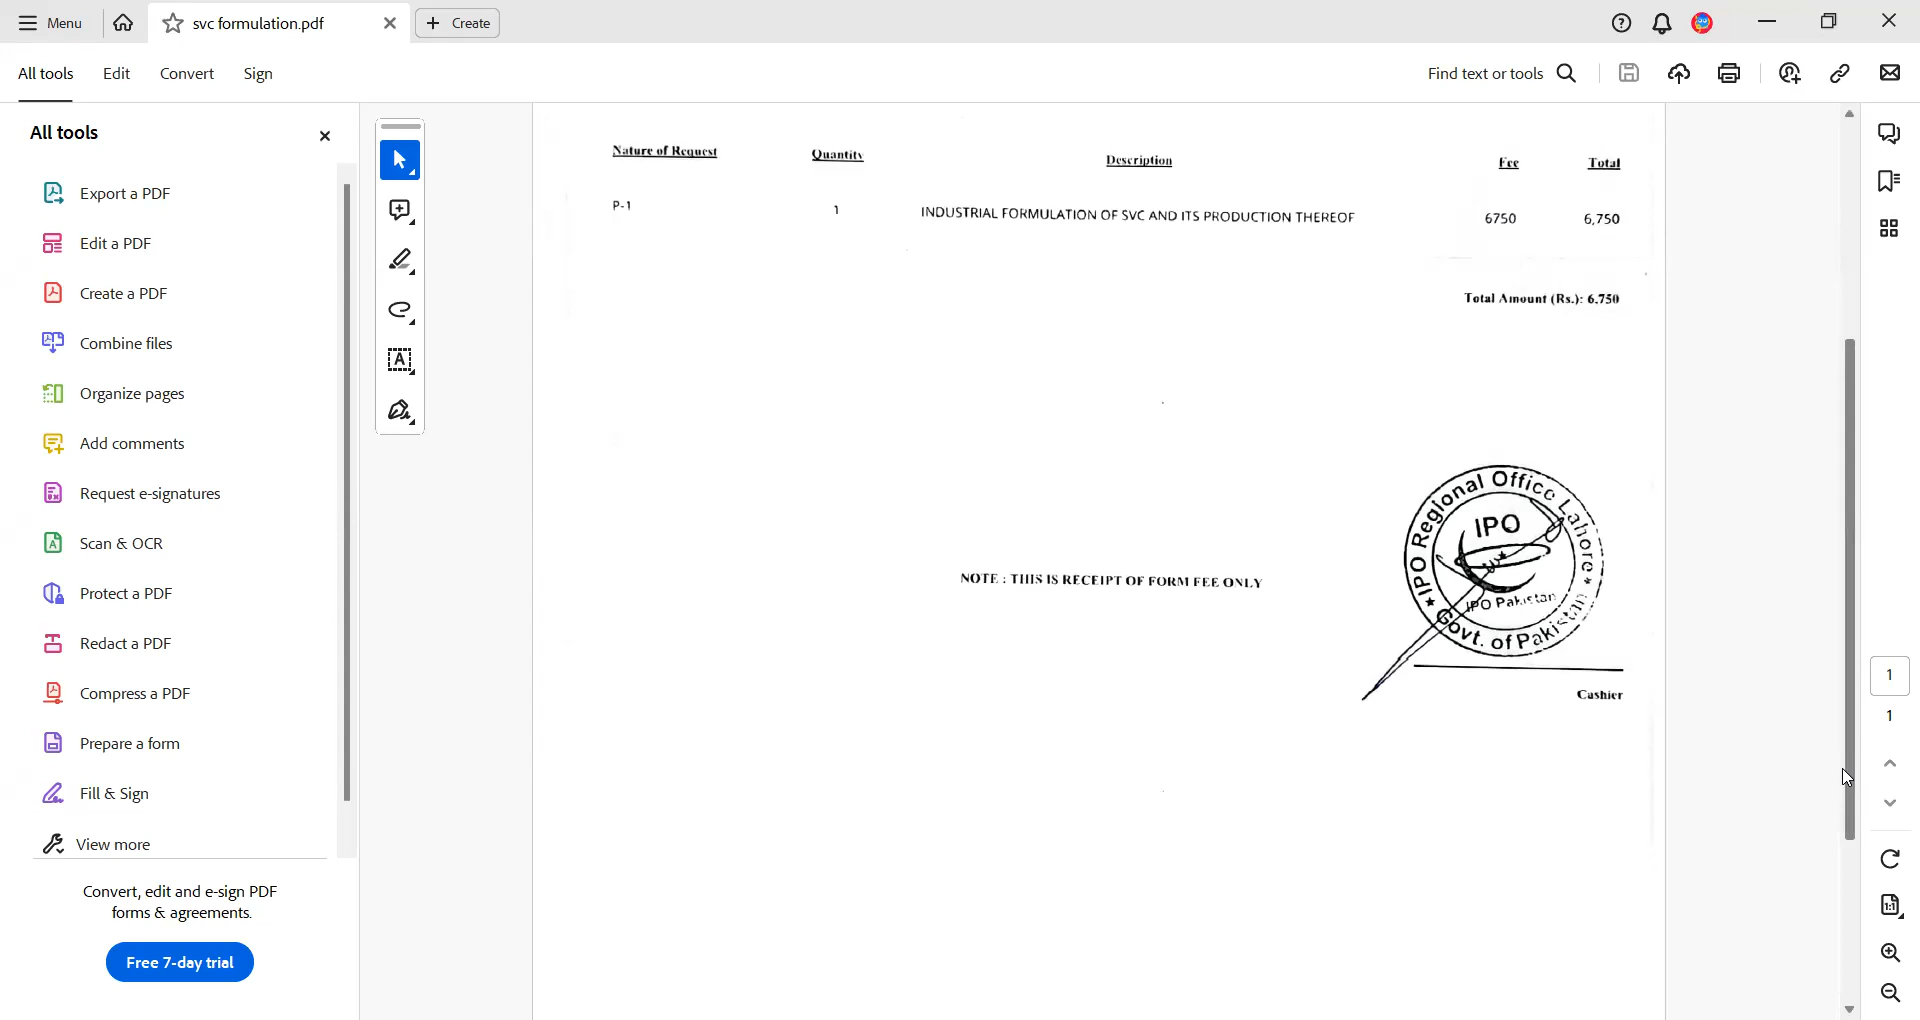 Menu
svc formulation.pdf
Create
All tools
Edit
Convert
Sign
Find text or tools
All tools
Export a PDF
Edit a PDF
Create a PDF
Combine files
Organize pages
Add comments
Request e-signatures
Scan & OCR
Protect a PDF
Redact a PDF
Compress a PDF
Prepare a form
Fill & Sign
View more
Convert, edit and e-sign PDF
forms & agreements.
Free 7-day trial
Nature of Request Quantity Description Fee Total
P-1 1 INDUSTRIAL FORMULATION OF SVC AND ITS PRODUCTION THEREOF 6750 6,750
Total Amount (Rs.): 6,750
NOTE : THIS IS RECEIPT OF FORM FEE ONLY
IPO Regional Office Lahore
IPO
IPO Pakistan
Govt. of Pakistan
Cashier
1
1